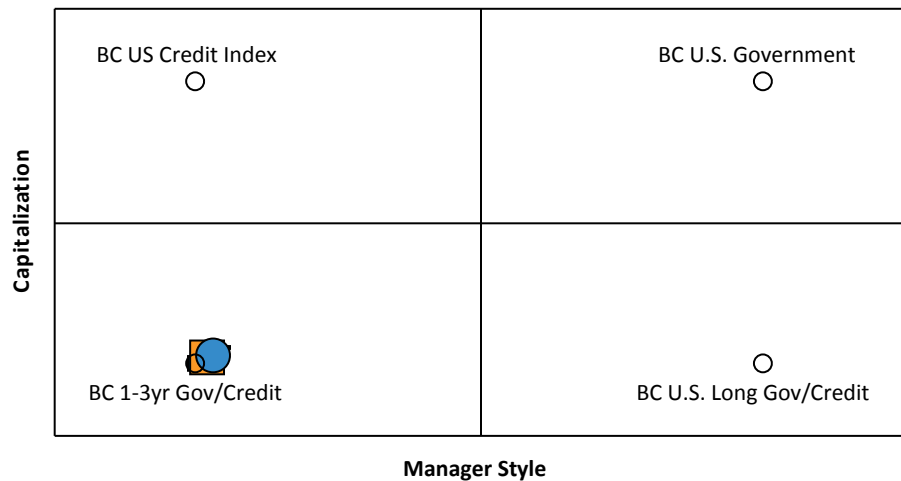 BC US Credit Index
BC U.S. Government
Capitalization
BC 1-3yr Gov/Credit
BC U.S. Long Gov/Credit
Manager Style